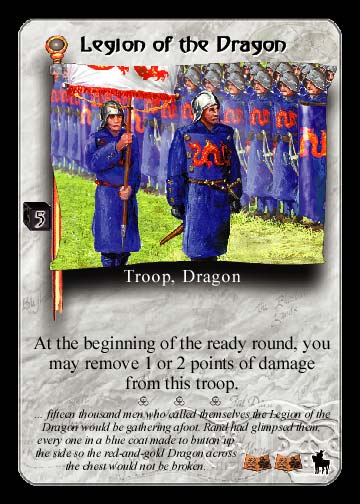 Legion of the Dragon
5
Troop, Dragon
At the beginning of the ready round, you
may remove 1 or 2 points of damage
from this troop.
... fifteen thousand men who called themselves the Legion of the
Dragon would be gathering afoot. Rand had glimpsed them,
every one in a blue coat made to button up
the side so the red-and-gold Dragon across
the chest would not be broken.